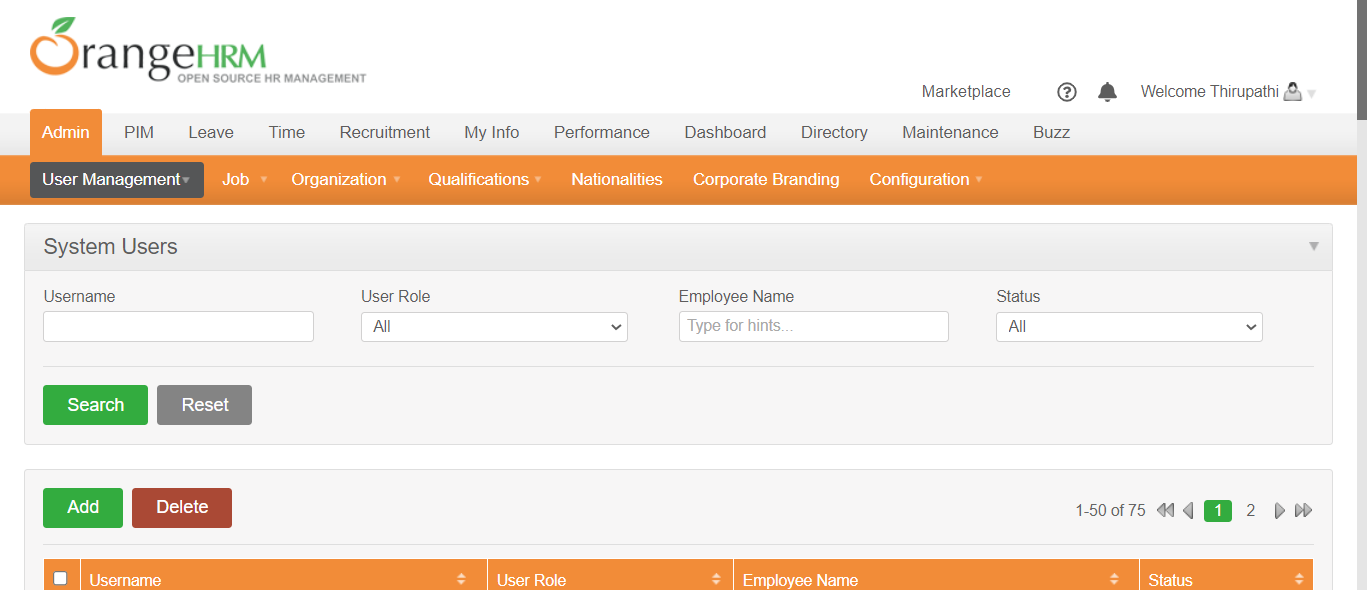 OrangeHRM
OPEN SOURCE HR MANAGEMENT
Marketplace ? Welcome Thirupathi
Admin PIM Leave Time Recruitment My Info Performance Dashboard Directory Maintenance Buzz
User Management Job Organization Qualifications Nationalities Corporate Branding Configuration
System Users
Username User Role Employee Name Status
All Type for hints... All
Search Reset
Add Delete 1-50 of 75 1 2
Username User Role Employee Name Status